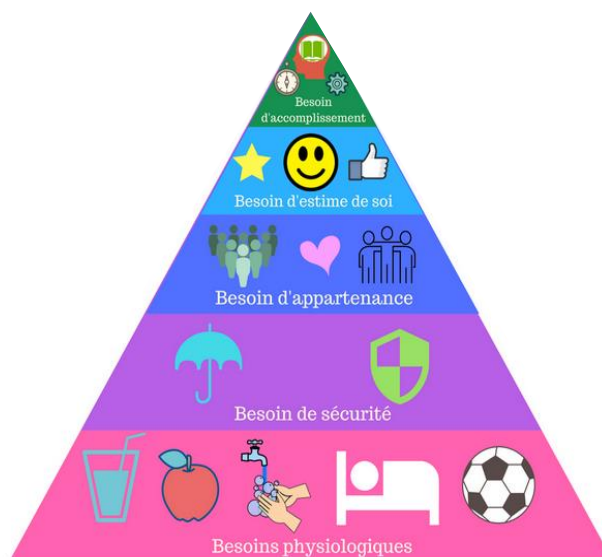 Besoin
d'accomplissement
Besoin d'estime de soi
Besoin d'appartenance
Besoin de sécurité
Besoins physiologiques